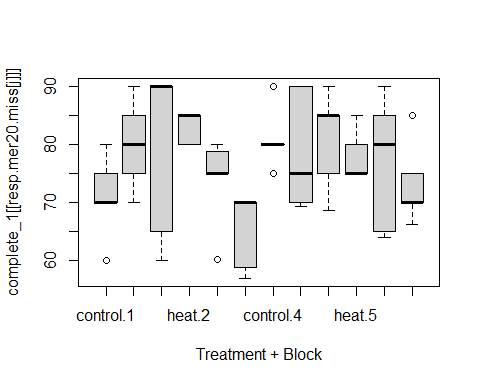 complete_1[[resp.mer20.miss[j]]]
90
80
70
60
control.1 heat.2 control.4 heat.5
Treatment + Block